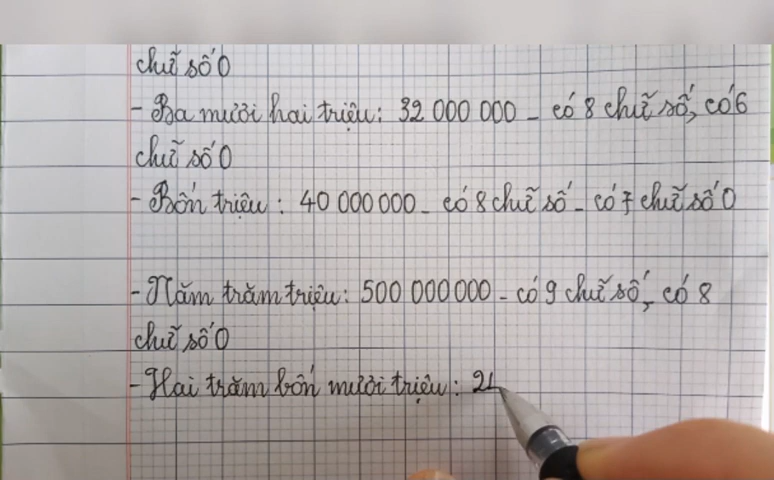 chữ số 0
- Ba mươi hai triệu: 32 000 000 - có 8 chữ số, có 6
chữ số 0
- Bốn triệu: 40 000 000 - có 8 chữ số - có 7 chữ số 0
- Năm trăm triệu: 500 000 000 - có 9 chữ số, có 8
chữ số 0
- Hai trăm bốn mươi triệu: 24